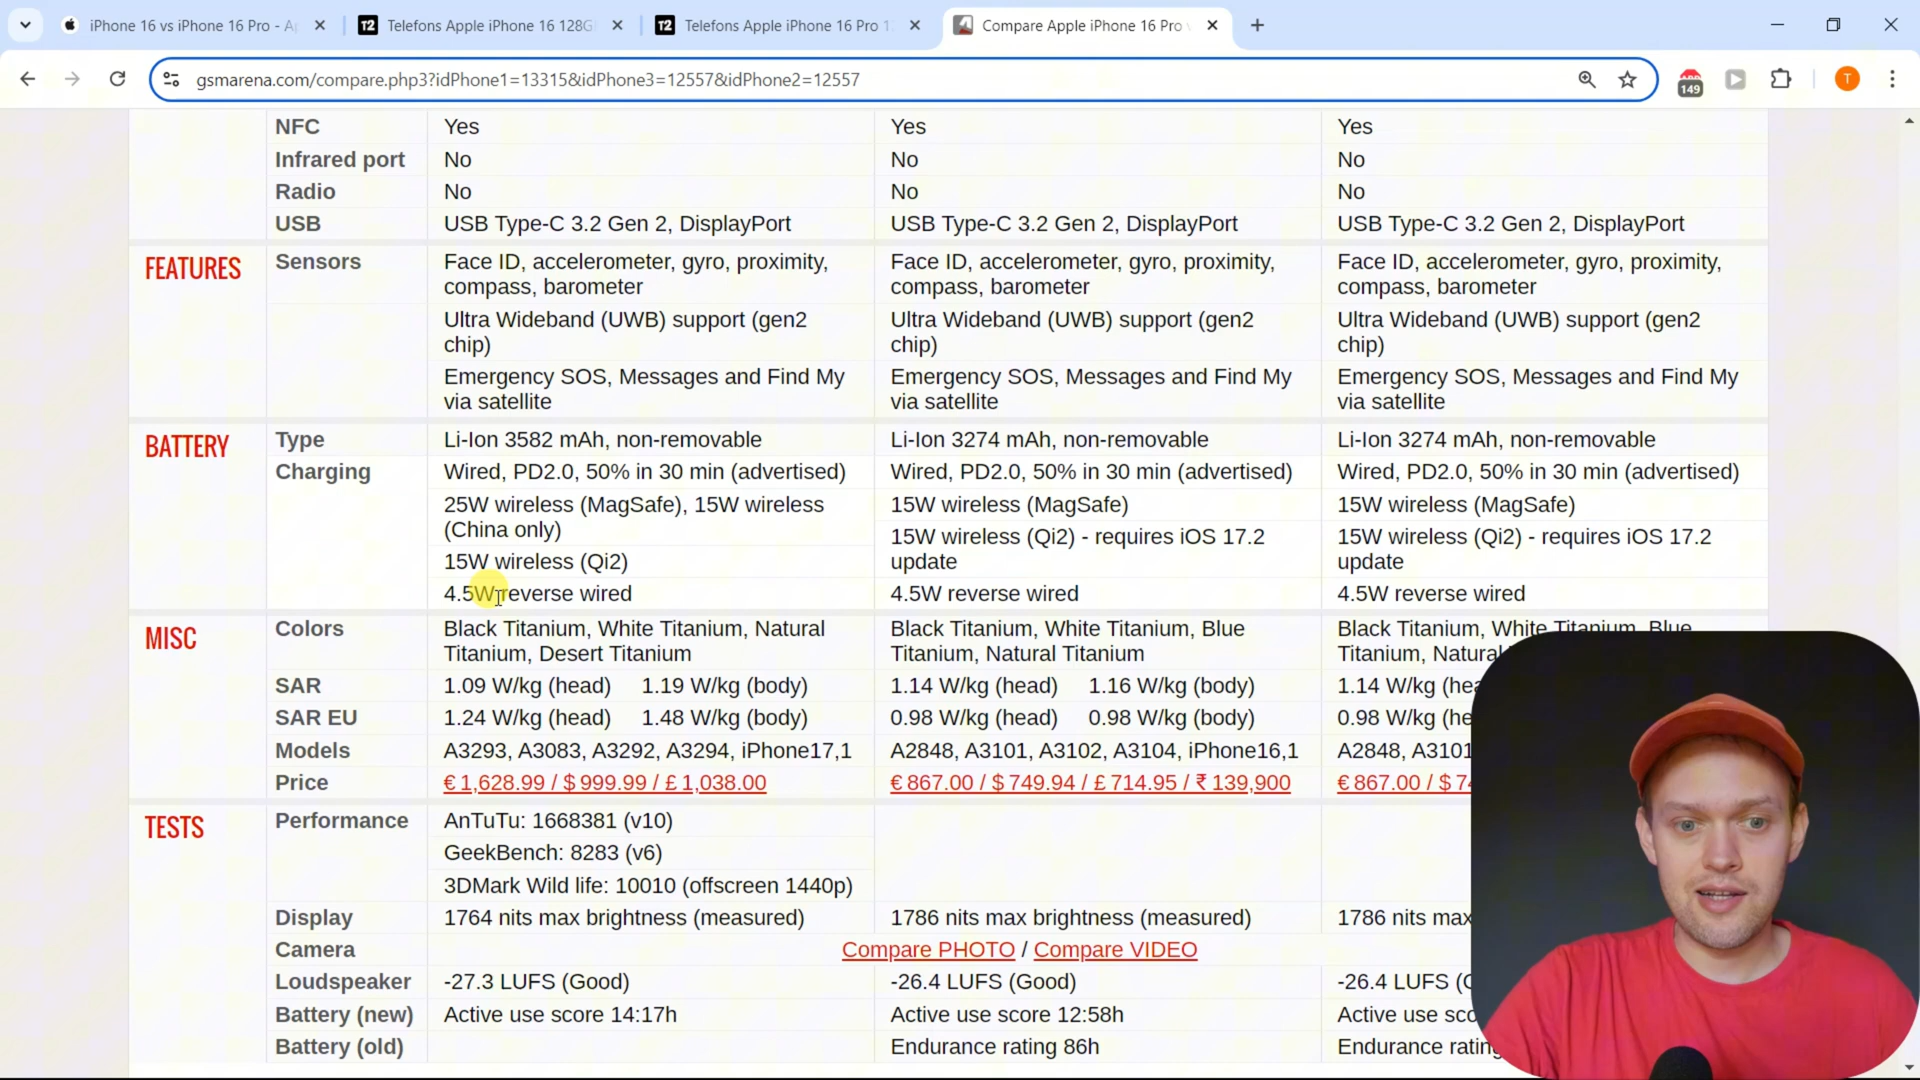 iPhone 16 vs iPhone 16 Pro - Ap
Telefons Apple iPhone 16 128G
Telefons Apple iPhone 16 Pro 1
Compare Apple iPhone 16 Pro v
gsmarena.com/compare.php3?idPhone1=13315&idPhone3=12557&idPhone2=12557
149
T
NFC Yes Yes Yes
Infrared port No No No
Radio No No No
USB USB Type-C 3.2 Gen 2, DisplayPort USB Type-C 3.2 Gen 2, DisplayPort USB Type-C 3.2 Gen 2, DisplayPort
FEATURES Sensors Face ID, accelerometer, gyro, proximity, Face ID, accelerometer, gyro, proximity, Face ID, accelerometer, gyro, proximity,
compass, barometer compass, barometer compass, barometer
Ultra Wideband (UWB) support (gen2 Ultra Wideband (UWB) support (gen2 Ultra Wideband (UWB) support (gen2
chip) chip) chip)
Emergency SOS, Messages and Find My Emergency SOS, Messages and Find My Emergency SOS, Messages and Find My
via satellite via satellite via satellite
BATTERY Type Li-Ion 3582 mAh, non-removable Li-Ion 3274 mAh, non-removable Li-Ion 3274 mAh, non-removable
Charging Wired, PD2.0, 50% in 30 min (advertised) Wired, PD2.0, 50% in 30 min (advertised) Wired, PD2.0, 50% in 30 min (advertised)
25W wireless (MagSafe), 15W wireless 15W wireless (MagSafe) 15W wireless (MagSafe)
(China only) 15W wireless (Qi2) - requires iOS 17.2 15W wireless (Qi2) - requires iOS 17.2
15W wireless (Qi2) update update
4.5W reverse wired 4.5W reverse wired 4.5W reverse wired
MISC Colors Black Titanium, White Titanium, Natural Black Titanium, White Titanium, Blue Black Titanium, White Titanium, Blue
Titanium, Desert Titanium Titanium, Natural Titanium Titanium, Natural
SAR 1.09 W/kg (head) 1.19 W/kg (body) 1.14 W/kg (head) 1.16 W/kg (body) 1.14 W/kg (hea
SAR EU 1.24 W/kg (head) 1.48 W/kg (body) 0.98 W/kg (head) 0.98 W/kg (body) 0.98 W/kg (he
Models A3293, A3083, A3292, A3294, iPhone17,1 A2848, A3101, A3102, A3104, iPhone16,1 A2848, A3101
Price € 1,628.99 / $ 999.99 / £ 1,038.00 € 867.00 / $ 749.94 / £ 714.95 / ₹ 139,900 € 867.00 / $ 74
TESTS Performance AnTuTu: 1668381 (v10)
GeekBench: 8283 (v6)
3DMark Wild life: 10010 (offscreen 1440p)
Display 1764 nits max brightness (measured) 1786 nits max brightness (measured) 1786 nits max
Camera Compare PHOTO / Compare VIDEO
Loudspeaker -27.3 LUFS (Good) -26.4 LUFS (Good) -26.4 LUFS (G
Battery (new) Active use score 14:17h Active use score 12:58h Active use sco
Battery (old) Endurance rating 86h Endurance rating